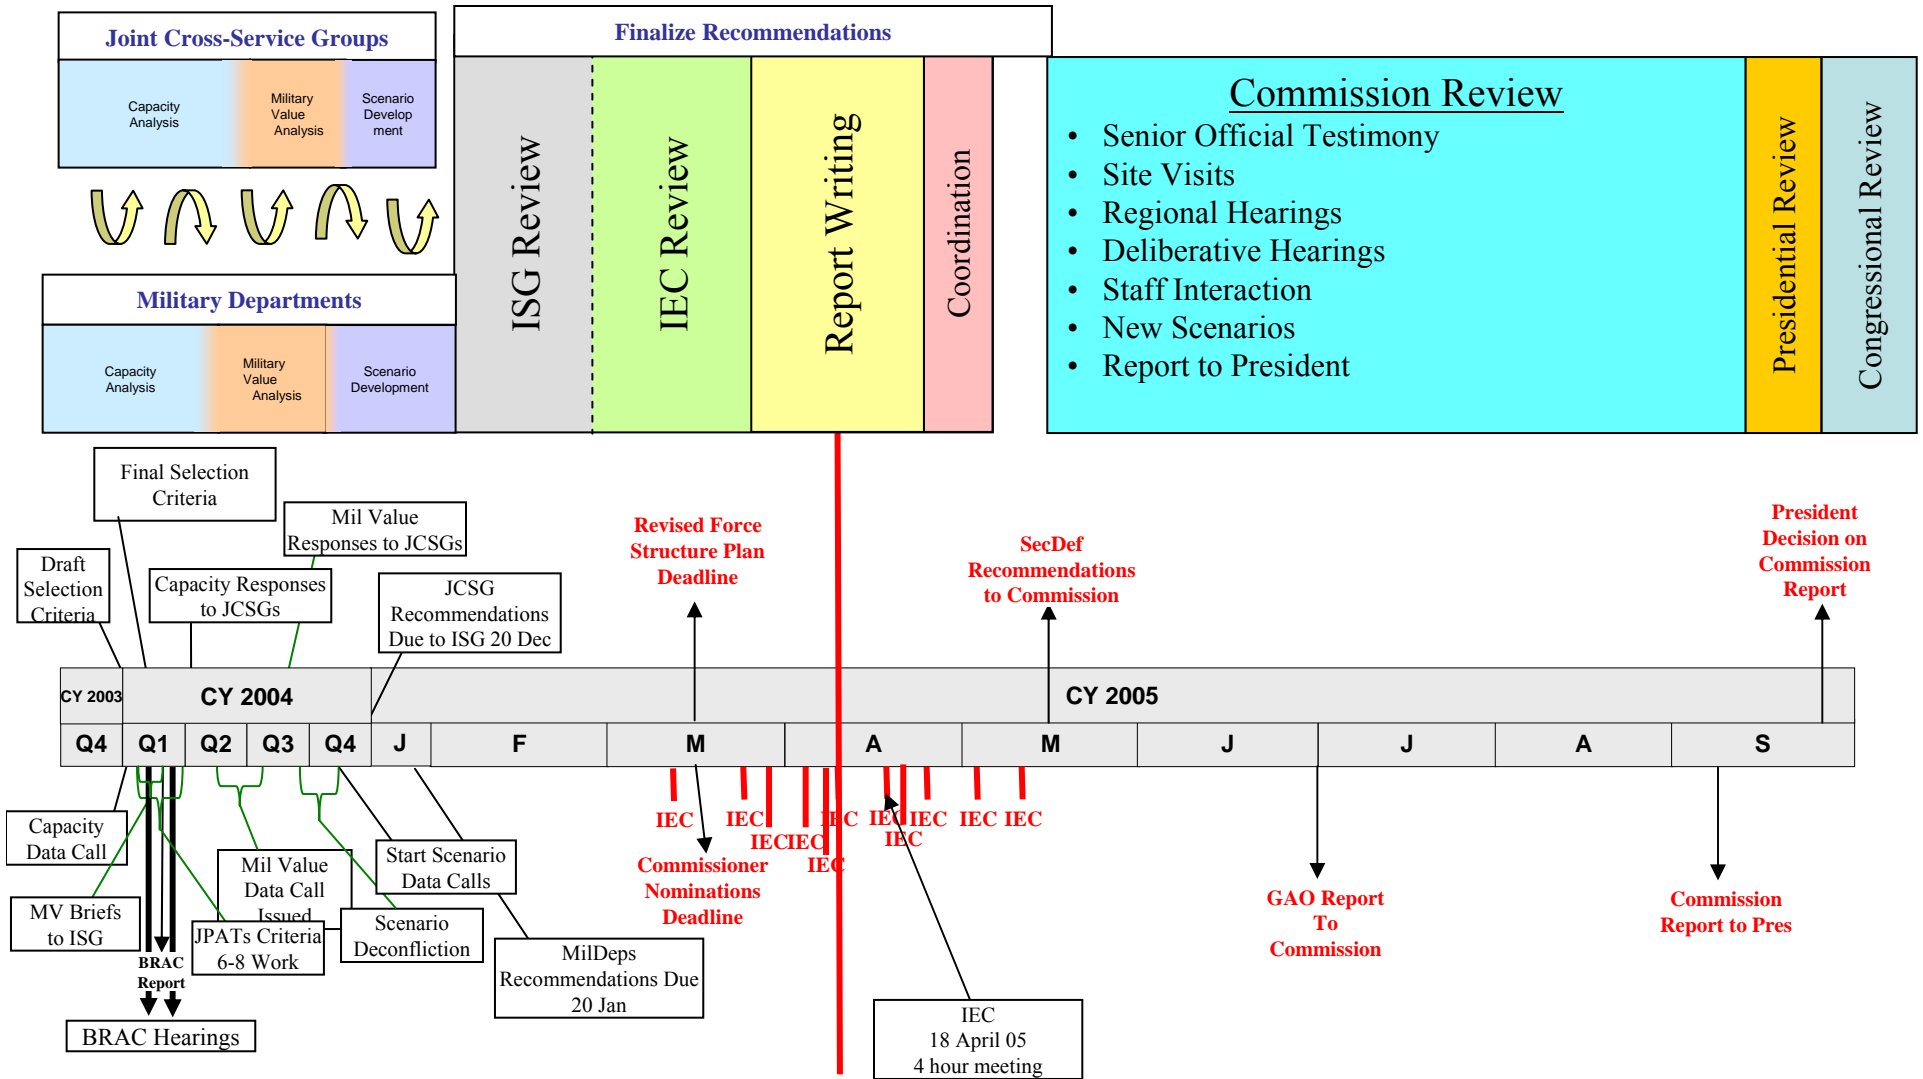 Joint Cross-Service Groups
Capacity
Analysis
Military
Value
Analysis
Scenario
Develop
ment
Military Departments
Capacity
Analysis
Military
Value
Analysis
Scenario
Development
Finalize Recommendations
ISG Review
IEC Review
Report Writing
Coordination
Commission Review
• Senior Official Testimony
• Site Visits
• Regional Hearings
• Deliberative Hearings
• Staff Interaction
• New Scenarios
• Report to President
Presidential Review
Congressional Review
Final Selection
Criteria
Mil Value
Responses to JCSGs
Draft
Selection
Criteria
Capacity Responses
to JCSGs
JCSG
Recommendations
Due to ISG 20 Dec
Revised Force
Structure Plan
Deadline
SecDef
Recommendations
to Commission
President
Decision on
Commission
Report
CY 2003
CY 2004
CY 2005
Q4 Q1 Q2 Q3 Q4 J F M A M J J A S
IEC IEC IEC IEC IEC IEC IEC IEC IEC IEC IEC
Capacity
Data Call
MV Briefs
to ISG
BRAC
Report
BRAC Hearings
Mil Value
Data Call
Issued
JPATs Criteria
6-8 Work
Start Scenario
Data Calls
Scenario
Deconfliction
MilDeps
Recommendations Due
20 Jan
Commissioner
Nominations
Deadline
IEC
18 April 05
4 hour meeting
GAO Report
To
Commission
Commission
Report to Pres